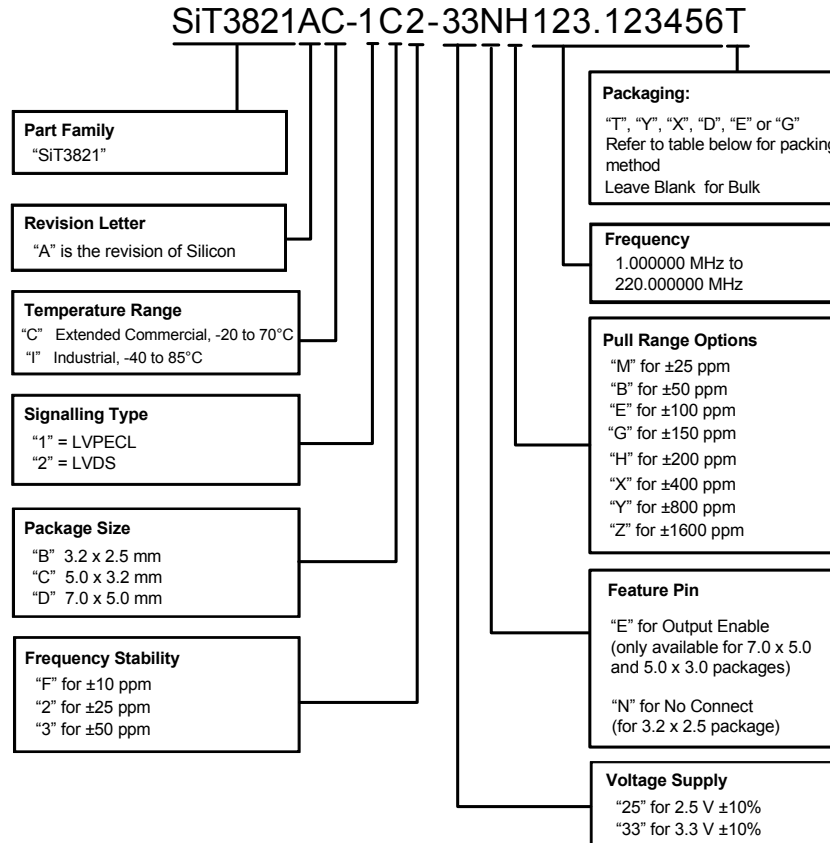 SiT3821AC-1C2-33NH123.123456T
Part Family
“SiT3821”
Revision Letter
“A” is the revision of Silicon
Temperature Range
“C” Extended Commercial, -20 to 70°C
“I” Industrial, -40 to 85°C
Signalling Type
“1” = LVPECL
“2” = LVDS
Package Size
“B” 3.2 x 2.5 mm
“C” 5.0 x 3.2 mm
“D” 7.0 x 5.0 mm
Frequency Stability
“F” for ±10 ppm
“2” for ±25 ppm
“3” for ±50 ppm
Packaging:
“T”, “Y”, “X”, “D”, “E” or “G”
Refer to table below for packing
method
Leave Blank for Bulk
Frequency
1.000000 MHz to
220.000000 MHz
Pull Range Options
“M” for ±25 ppm
“B” for ±50 ppm
“E” for ±100 ppm
“G” for ±150 ppm
“H” for ±200 ppm
“X” for ±400 ppm
“Y” for ±800 ppm
“Z” for ±1600 ppm
Feature Pin
“E” for Output Enable
(only available for 7.0 x 5.0
and 5.0 x 3.0 packages)
“N” for No Connect
(for 3.2 x 2.5 package)
Voltage Supply
“25” for 2.5 V ±10%
“33” for 3.3 V ±10%